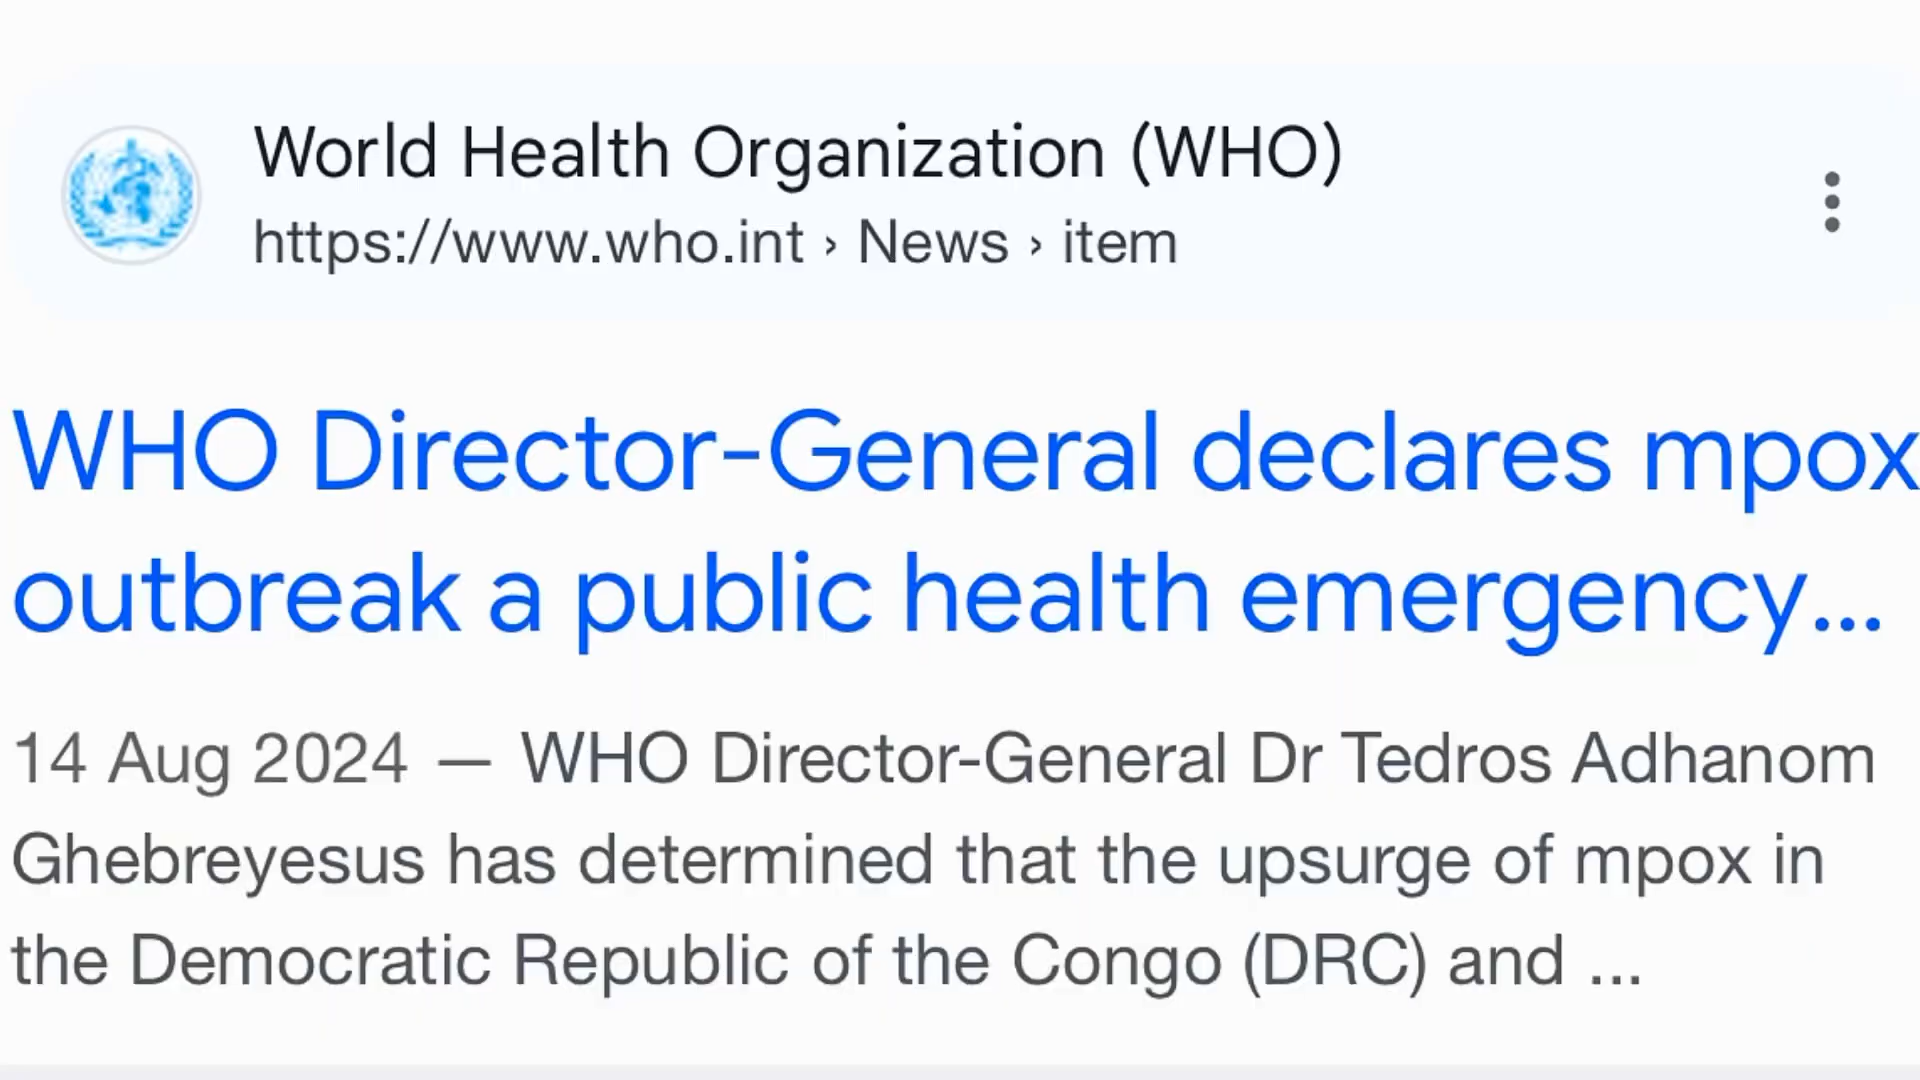 World Health Organization (WHO)
https://www.who.int › News › item
WHO Director-General declares mpox
outbreak a public health emergency...
14 Aug 2024 — WHO Director-General Dr Tedros Adhanom
Ghebreyesus has determined that the upsurge of mpox in
the Democratic Republic of the Congo (DRC) and ...